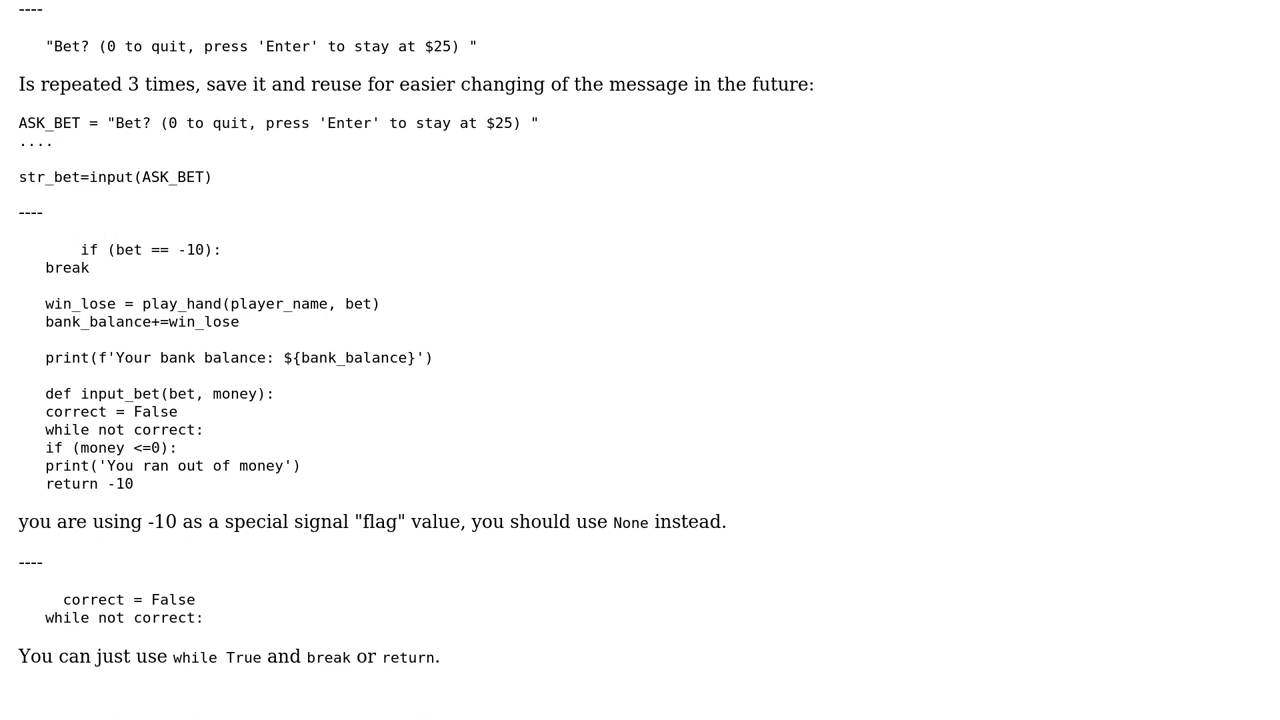 ----
"Bet? (0 to quit, press 'Enter' to stay at $25) "
Is repeated 3 times, save it and reuse for easier changing of the message in the future:
ASK_BET = "Bet? (0 to quit, press 'Enter' to stay at $25) "
....
str_bet=input(ASK_BET)
----
if (bet == -10):
break
win_lose = play_hand(player_name, bet)
bank_balance+=win_lose
print(f'Your bank balance: ${bank_balance}')
def input_bet(bet, money):
correct = False
while not correct:
if (money <=0):
print('You ran out of money')
return -10
you are using -10 as a special signal "flag" value, you should use None instead.
----
correct = False
while not correct:
You can just use while True and break or return.